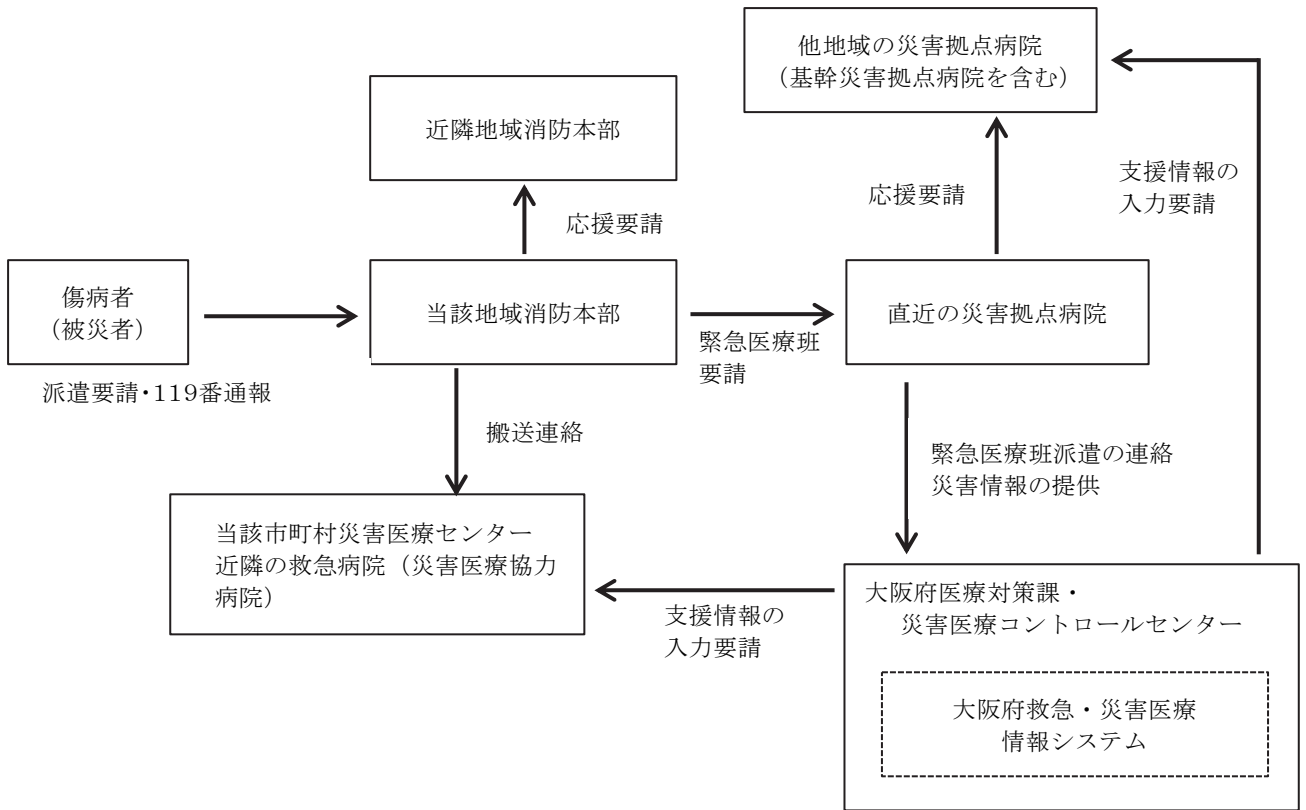 他地域の災害拠点病院
（基幹災害拠点病院を含む）
近隣地域消防本部
支援情報の
入力要請
応援要請
応援要請
傷病者
（被災者）
当該地域消防本部
直近の災害拠点病院
緊急医療班
要請
派遣要請・119番通報
搬送連絡
緊急医療班派遣の連絡
災害情報の提供
当該市町村災害医療センター
近隣の救急病院（災害医療協力
病院）
大阪府医療対策課・
災害医療コントロールセンター
支援情報の
入力要請
大阪府救急・災害医療
情報システム